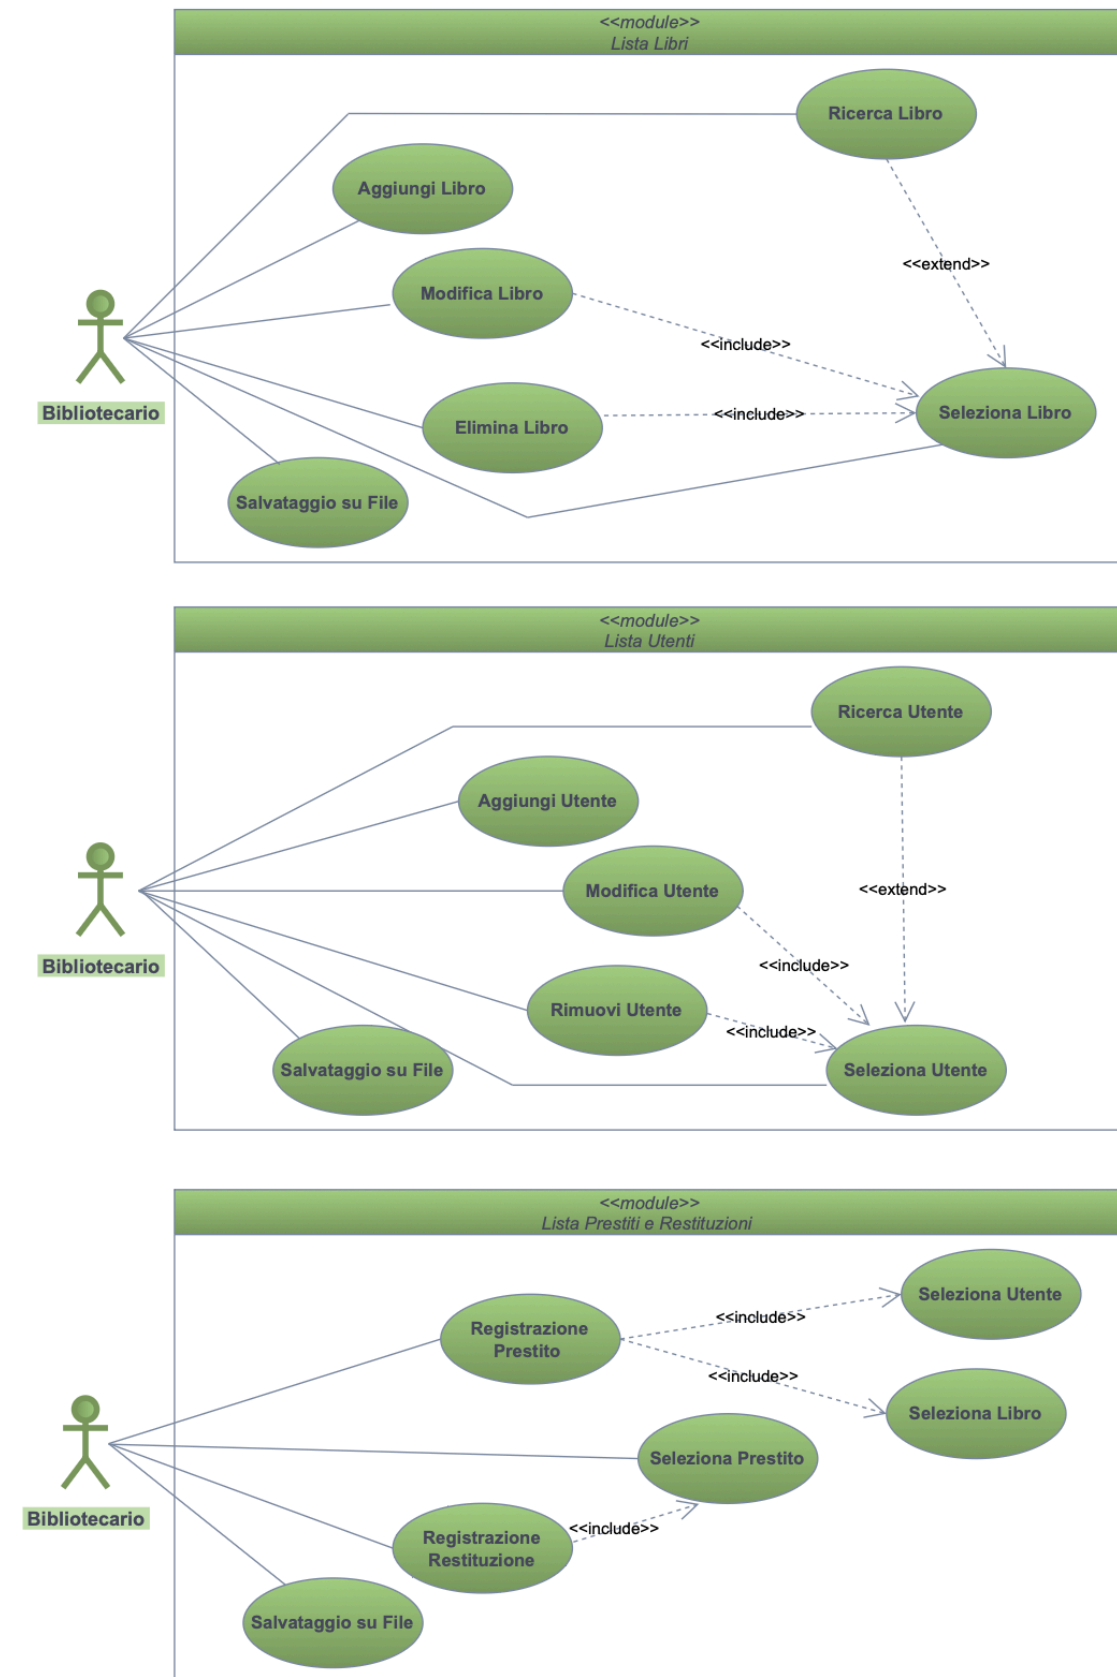 <<module>>
Lista Libri
Ricerca Libro
Aggiungi Libro
<<extend>>
Modifica Libro
<<include>>
Bibliotecario
Elimina Libro
<<include>>
Seleziona Libro
Salvataggio su File
<<module>>
Lista Utenti
Ricerca Utente
Aggiungi Utente
Modifica Utente
<<extend>>
Bibliotecario
<<include>>
Rimuovi Utente
<<include>>
Salvataggio su File
Seleziona Utente
<<module>>
Lista Prestiti e Restituzioni
Seleziona Utente
<<include>>
Registrazione
Prestito
<<include>>
Seleziona Libro
Seleziona Prestito
Bibliotecario
<<include>>
Registrazione
Restituzione
Salvataggio su File